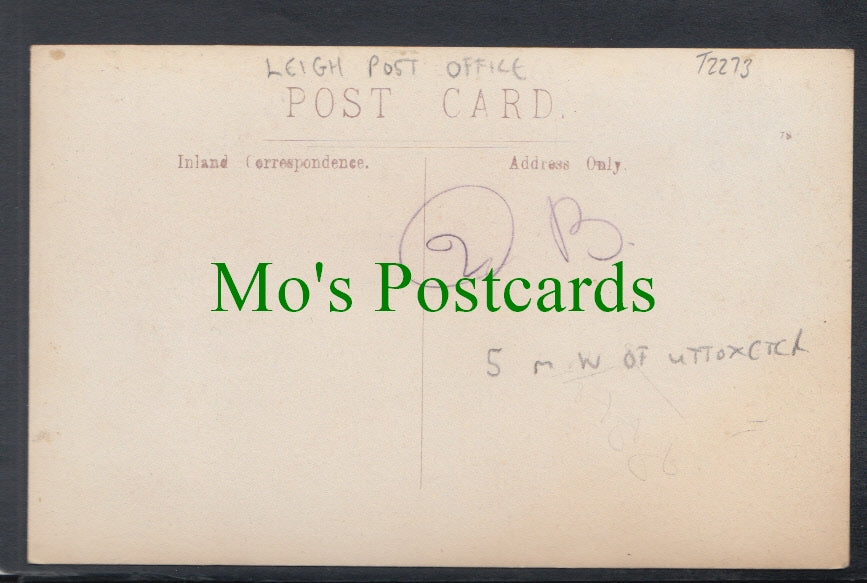 LEIGH POST OFFICE
T2273
POST CARD.
Inland Correspondence.
Address Only.
2 B.
Mo's Postcards
5 m W OF UTTOXETER